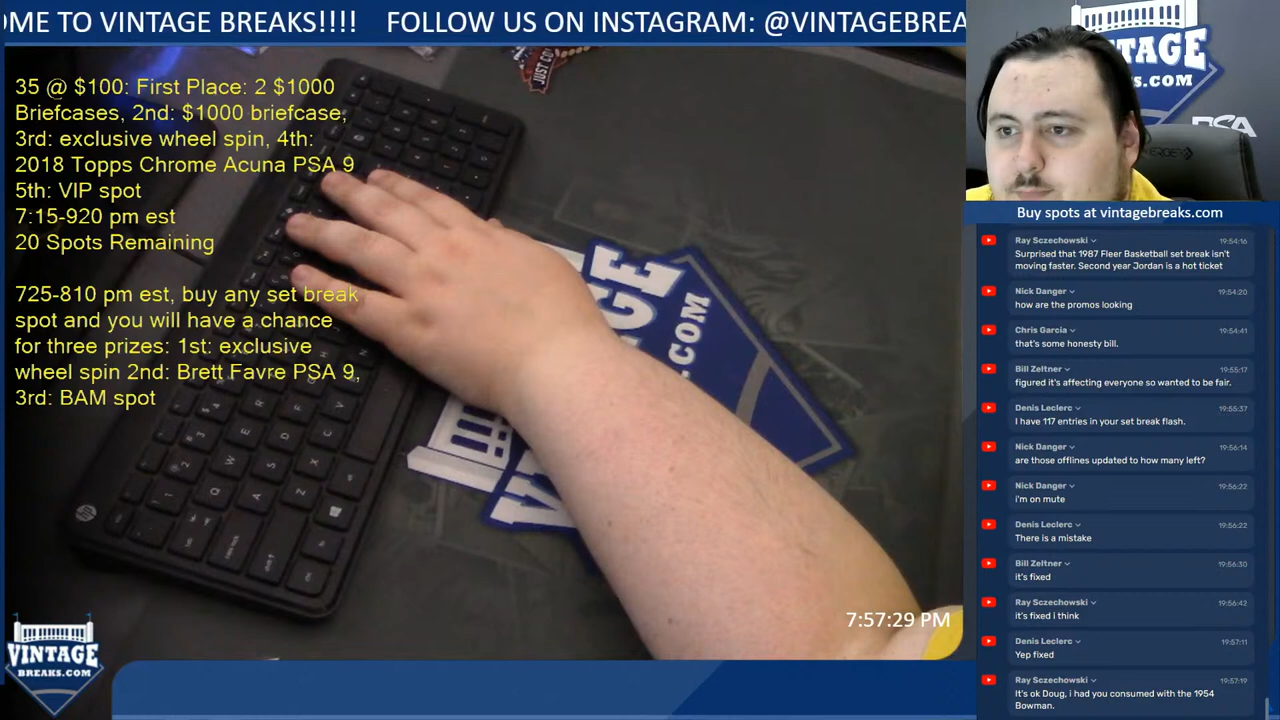 OME TO VINTAGE BREAKS!!!! FOLLOW US ON INSTAGRAM: @VINTAGEBREA
35 @ $100: First Place: 2 $1000
Briefcases, 2nd: $1000 briefcase,
3rd: exclusive wheel spin, 4th:
2018 Topps Chrome Acuna PSA 9
5th: VIP spot
7:15-920 pm est
20 Spots Remaining
725-810 pm est, buy any set break
spot and you will have a chance
for three prizes: 1st: exclusive
wheel spin 2nd: Brett Favre PSA 9,
3rd: BAM spot
JUST CO
AGE
.COM
hp
7:57:29 PM
VINTAGE
BREAKS.COM
VINTAGE
S.COM
PSA
Buy spots at vintagebreaks.com
Ray Sczechowski 19:54:16
Surprised that 1987 Fleer Basketball set break isn't
moving faster. Second year Jordan is a hot ticket
Nick Danger 19:54:20
how are the promos looking
Chris Garcia 19:54:41
that's some honesty bill.
Bill Zeltner 19:55:17
figured it's affecting everyone so wanted to be fair.
Denis Leclerc 19:55:37
I have 117 entries in your set break flash.
Nick Danger 19:56:14
are those offlines updated to how many left?
Nick Danger 19:56:22
i'm on mute
Denis Leclerc 19:56:22
There is a mistake
Bill Zeltner 19:56:30
it's fixed
Ray Sczechowski 19:56:42
it's fixed i think
Denis Leclerc 19:57:11
Yep fixed
Ray Sczechowski 19:57:19
It's ok Doug, i had you consumed with the 1954
Bowman.